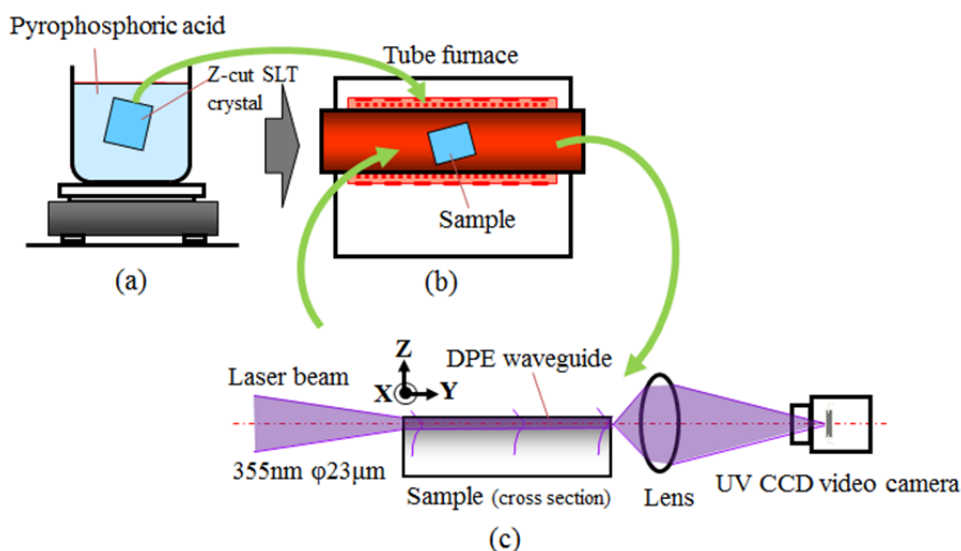 Pyrophosphoric acid
Z-cut SLT
crystal
Tube furnace
Sample
(a)
(b)
DPE waveguide
Laser beam
Z
X
Y
355nm φ23μm
Sample (cross section)
Lens
UV CCD video camera
(c)